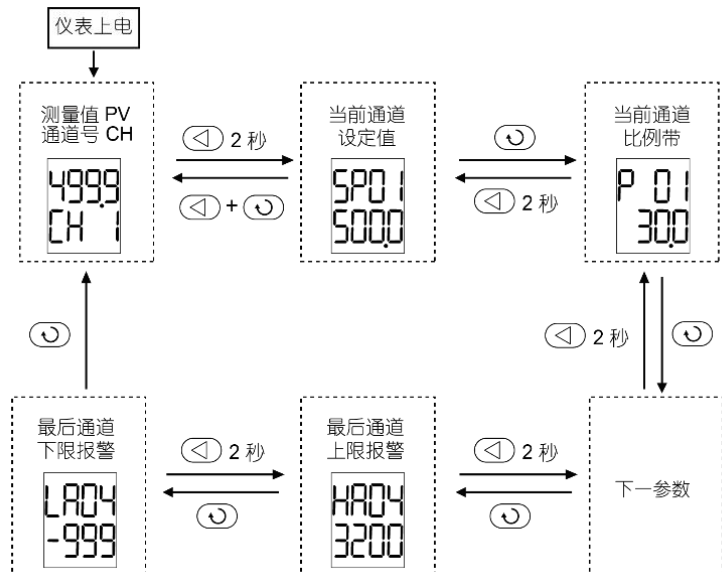 仪表上电
测量值 PV
通道号 CH
499.9
CH 1
2 秒
+
当前通道
设定值
SP01
500.0
2 秒
当前通道
比例带
P 01
30.0
2 秒
最后通道
下限报警
LA04
-999
2 秒
最后通道
上限报警
HA04
3200
2 秒
下一参数